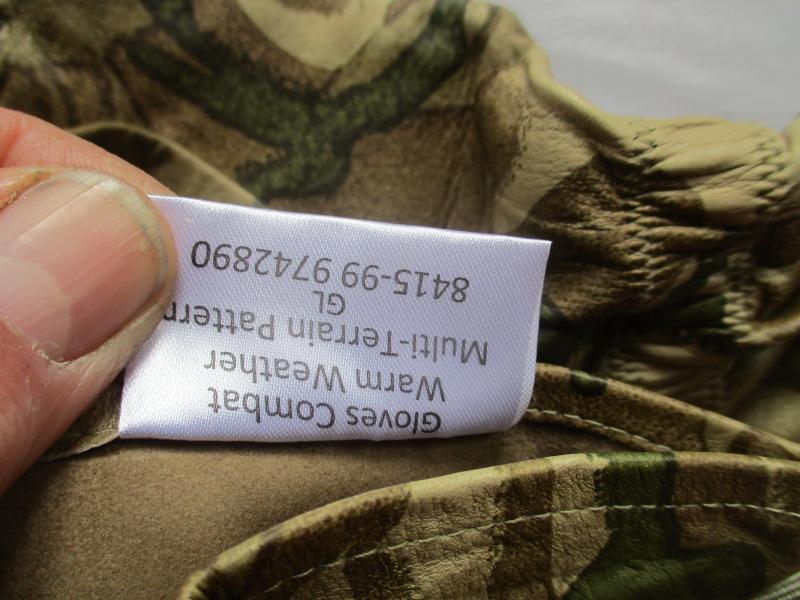 Gloves Combat
Warm Weather
Multi-Terrain Pattern
GL
8415-99 9742890